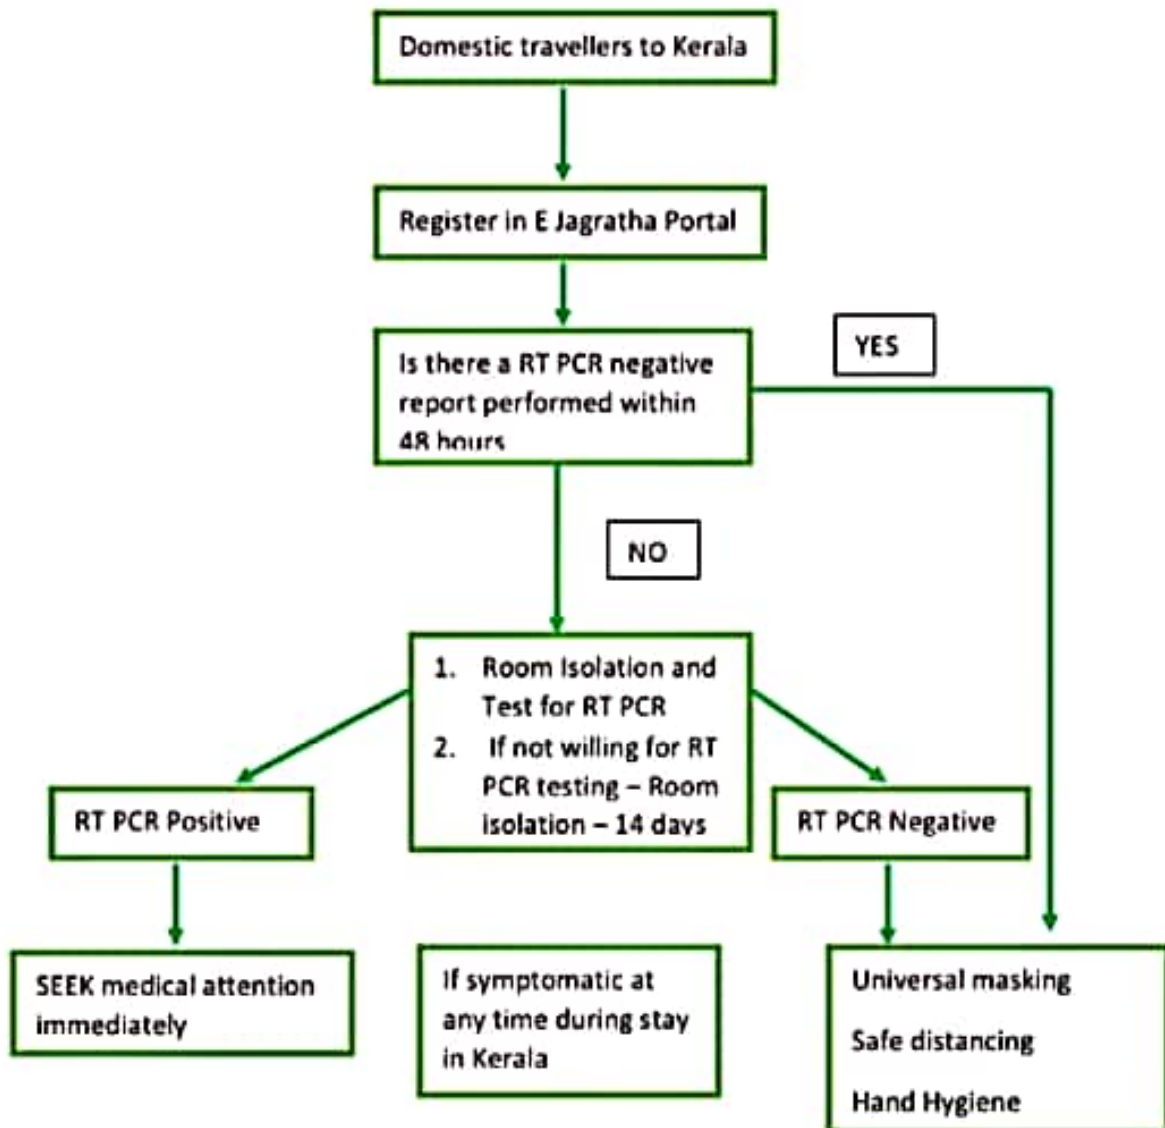 Domestic travellers to Kerala
Register in E Jagratha Portal
Is there a RT PCR negative
report performed within
48 hours
YES
NO
1. Room Isolation and
Test for RT PCR
2. If not willing for RT
PCR testing – Room
isolation – 14 days
RT PCR Positive
RT PCR Negative
SEEK medical attention
immediately
If symptomatic at
any time during stay
in Kerala
Universal masking
Safe distancing
Hand Hygiene